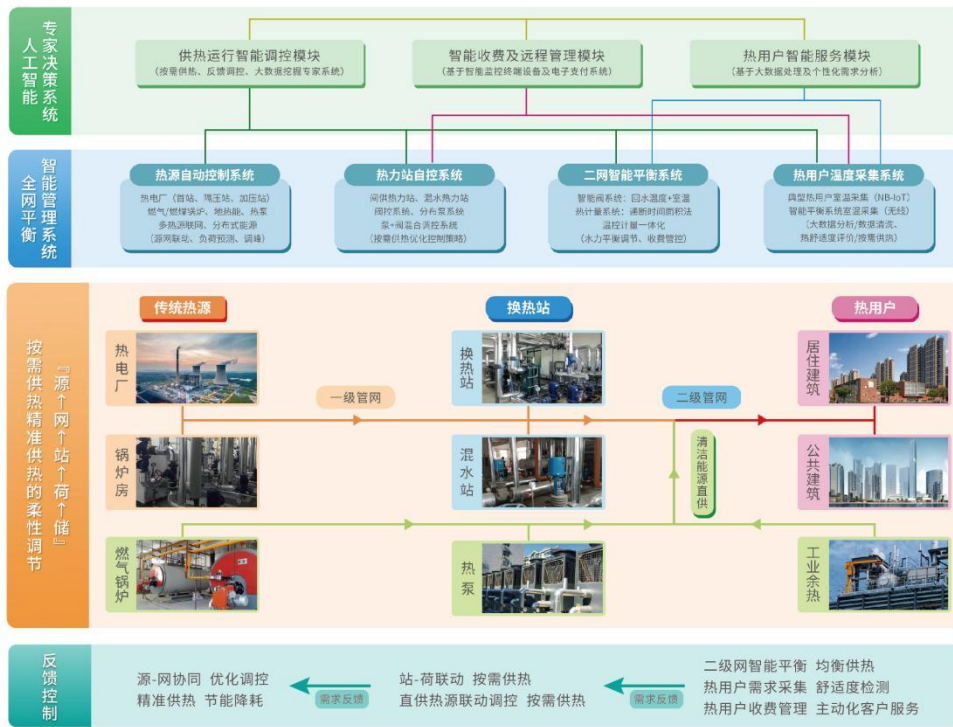 人工智能
专家决策系统
供热运行智能调控模块
(按需供热、反馈调控、大数据挖掘专家系统)
智能收费及远程管理模块
(基于智能监控终端设备及电子支付系统)
热用户智能服务模块
(基于大数据处理及个性化需求分析)
全网平衡
智能管理系统
热源自动控制系统
热电厂（首站、隔压站、加压站）
燃气/燃煤锅炉、地热能、热泵
多热源联网、分布式能源
(源网联动、负荷预测、调峰)
热力站自控系统
间供热力站、混水热力站
阀控系统、分布泵系统
泵+阀混合调控系统
(按需供热优化控制策略)
二网智能平衡系统
智能阀系统：回水温度+室温
热计量系统：通断时间面积法
温控计量一体化
(水力平衡调节、收费管控)
热用户温度采集系统
典型热用户室温采集（NB-IoT）
智能平衡系统室温采集（无线）
(大数据分析/数据清洗、
热舒适度评价/按需供热)
『源↑网↑站↑荷↑储』
按需供热精准供热的柔性调节
传统热源
换热站
热用户
热电厂
换热站
居住建筑
一级管网
二级管网
锅炉房
混水站
清洁能源直供
公共建筑
燃气锅炉
热泵
工业余热
反馈控制
源-网协同 优化调控
精准供热 节能降耗
需求反馈
站-荷联动 按需供热
直供热源联动调控 按需供热
需求反馈
二级网智能平衡 均衡供热
热用户需求采集 舒适度检测
热用户收费管理 主动化客户服务